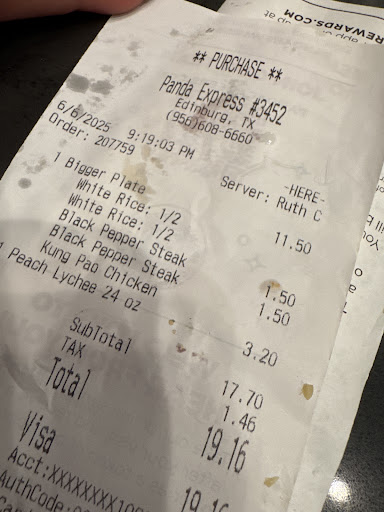 REWARDS.COM
** PURCHASE **
Panda Express #3452
Edinburg, TX
(956)608-6660
6/6/2025 9:19:03 PM
Order: 207759
-HERE-
Server: Ruth C
1 Bigger Plate 11.50
White Rice: 1/2
White Rice: 1/2
Black Pepper Steak 1.50
Black Pepper Steak 1.50
Kung Pao Chicken
1 Peach Lychee 24 oz 3.20
SubTotal 17.70
TAX 1.46
Total 19.16
Visa
Acct:XXXXXXXX
AuthCode: